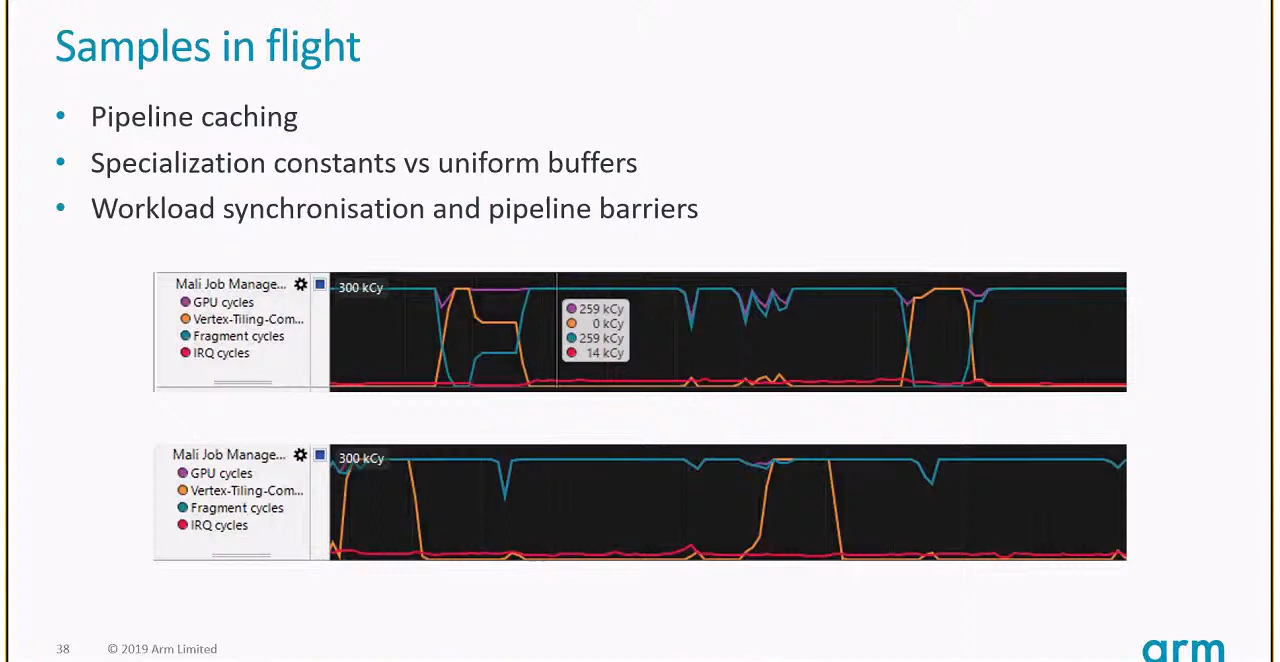 Samples in flight
• Pipeline caching
• Specialization constants vs uniform buffers
• Workload synchronisation and pipeline barriers
Mali Job Manage...
GPU cycles
Vertex-Tiling-Com...
Fragment cycles
IRQ cycles
300 kCy
259 kCy
0 kCy
259 kCy
14 kCy
Mali Job Manage...
GPU cycles
Vertex-Tiling-Com...
Fragment cycles
IRQ cycles
300 kCy
38 © 2019 Arm Limited
arm